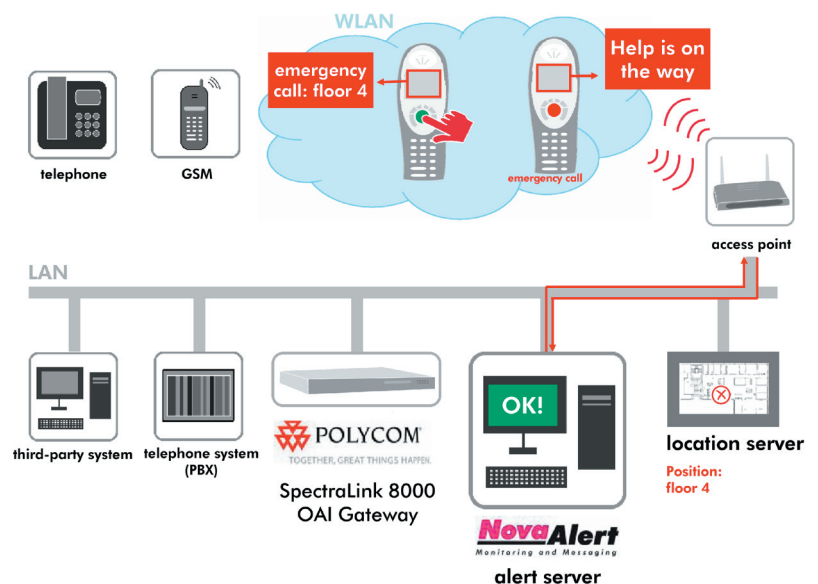 WLAN
emergency
call: floor 4
Help is on
the way
telephone
GSM
emergency call
access point
LAN
OK!
third-party system
telephone system
(PBX)
POLYCOM®
TOGETHER, GREAT THINGS HAPPEN.
SpectraLink 8000
OAI Gateway
NovaAlert
Monitoring and Messaging
alert server
location server
Position:
floor 4